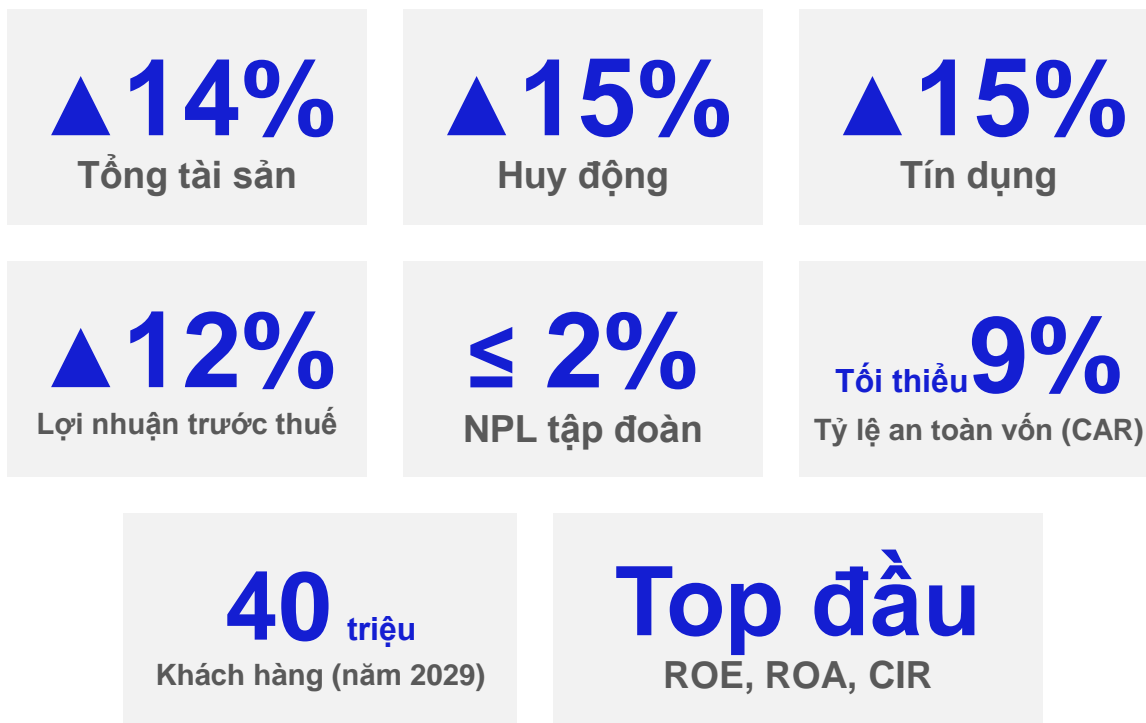 ▲14%
Tổng tài sản
▲15%
Huy động
▲15%
Tín dụng
▲12%
Lợi nhuận trước thuế
≤ 2%
NPL tập đoàn
Tối thiểu 9%
Tỷ lệ an toàn vốn (CAR)
40 triệu
Khách hàng (năm 2029)
Top đầu
ROE, ROA, CIR